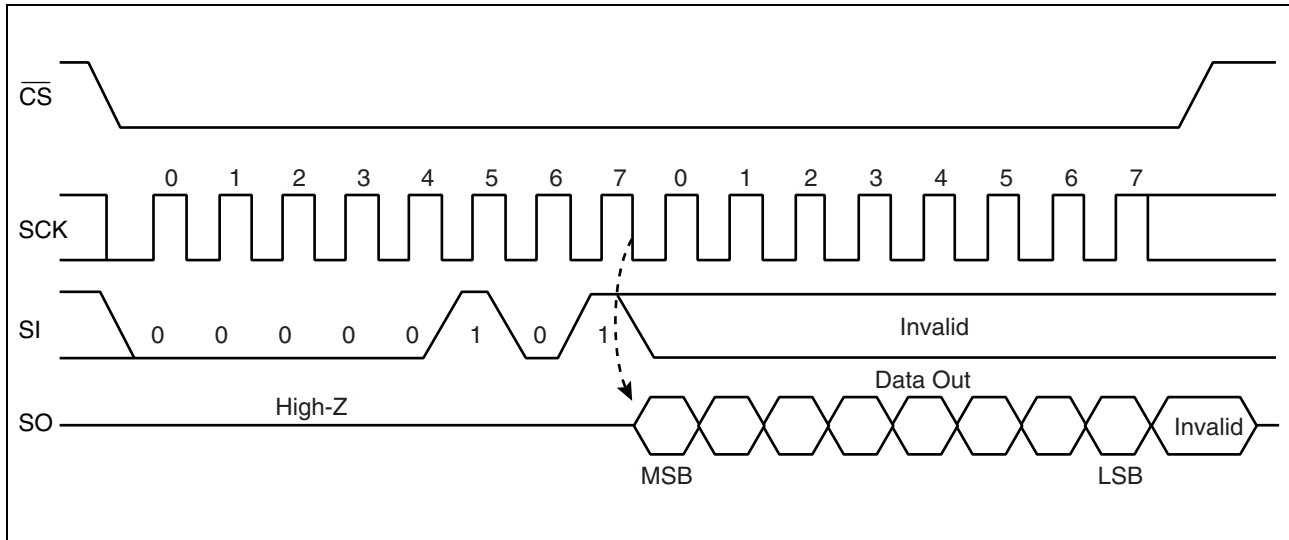 CS
0 1 2 3 4 5 6 7 0 1 2 3 4 5 6 7
SCK
SI 0 0 0 0 0 1 0 1 Invalid
Data Out
High-Z
SO Invalid
MSB LSB